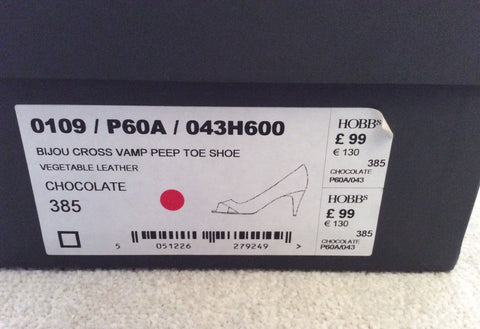 0109 / P60A / 043H600
BIJOU CROSS VAMP PEEP TOE SHOE
VEGETABLE LEATHER
CHOCOLATE
385
5 051226 279249 >
HOBBS
£ 99
€ 130
385
CHOCOLATE
P60A/043
HOBBS
£ 99
€ 130
385
CHOCOLATE
P60A/043